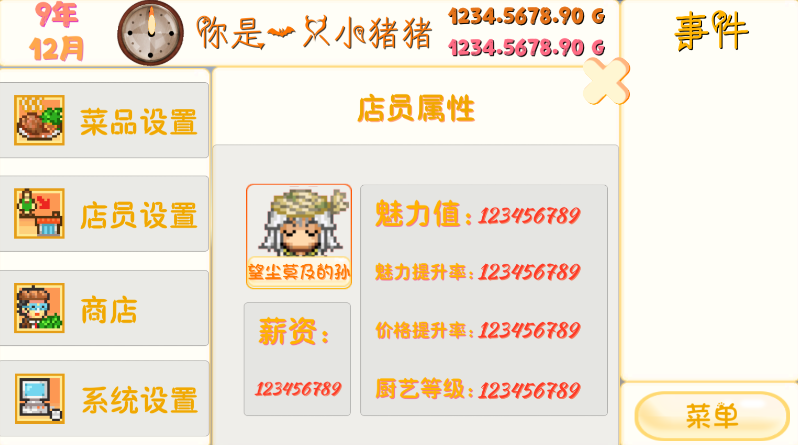 9年
12月
你是一只小猪猪
1234.5678.90 G
1234.5678.90 G
事件
菜品设置
店员设置
商店
系统设置
店员属性
望尘莫及的孙
薪资：
123456789
魅力值：123456789
魅力提升率：123456789
价格提升率：123456789
厨艺等级：123456789
菜单